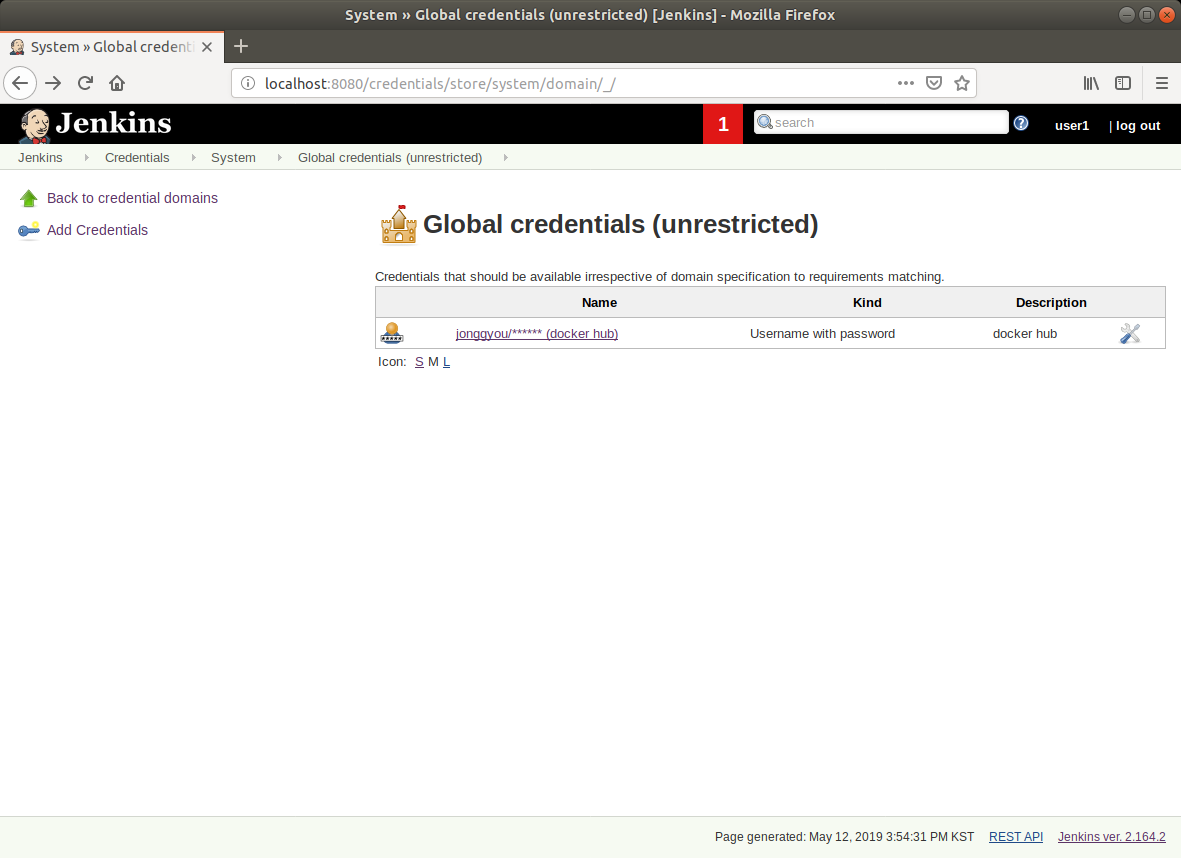 System » Global credentials (unrestricted) [Jenkins] - Mozilla Firefox
System » Global credenti
localhost:8080/credentials/store/system/domain/_/
Jenkins
1
search
user1
| log out
Jenkins
Credentials
System
Global credentials (unrestricted)
Back to credential domains
Add Credentials
Global credentials (unrestricted)
Credentials that should be available irrespective of domain specification to requirements matching.
Name Kind Description
jonggyou/****** (docker hub) Username with password docker hub
Icon: S M L
Page generated: May 12, 2019 3:54:31 PM KST REST API Jenkins ver. 2.164.2